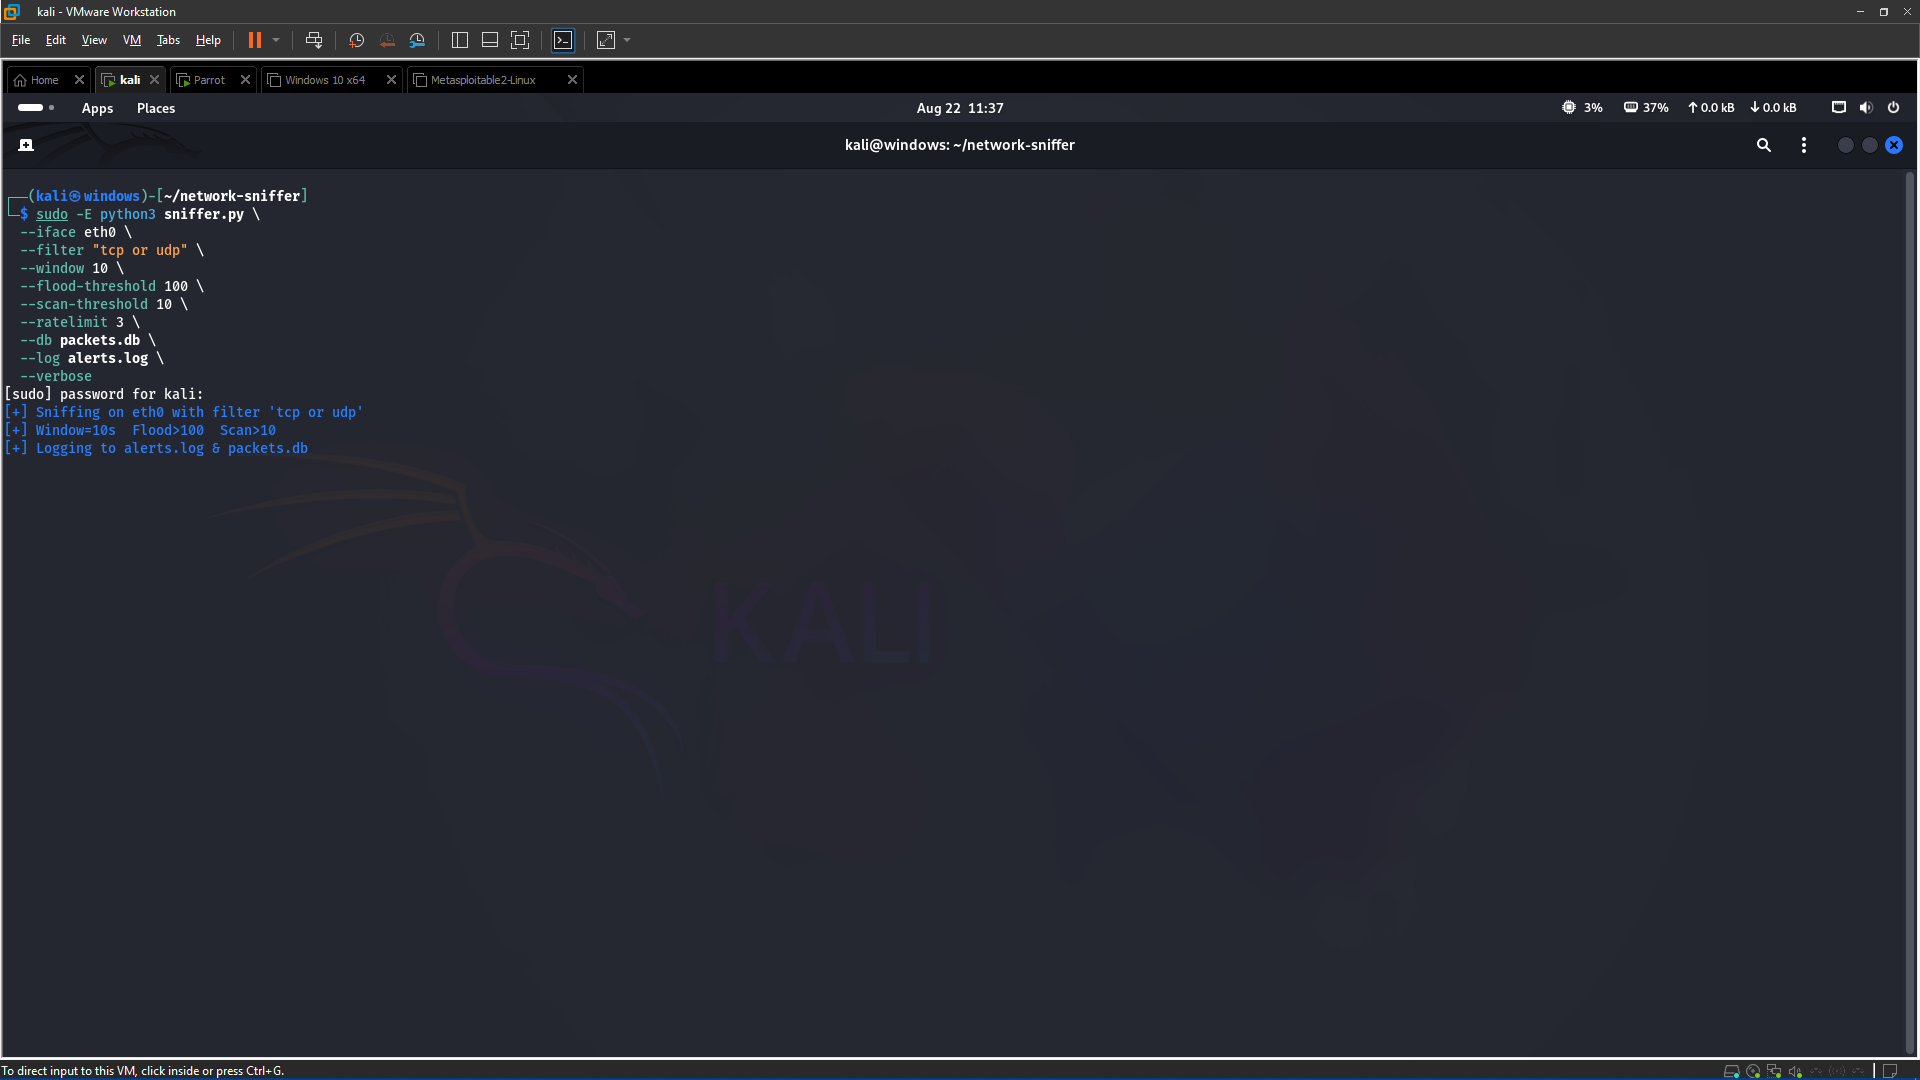 kali - VMware Workstation
File Edit View VM Tabs Help
Home kali Parrot Windows 10 x64 Metasploitable2-Linux
Apps Places Aug 22 11:37 3% 37% 0.0 kB 0.0 kB
kali@windows: ~/network-sniffer
┌──(kali㉿windows)-[~/network-sniffer]
└─$ sudo -E python3 sniffer.py \
--iface eth0 \
--filter "tcp or udp" \
--window 10 \
--flood-threshold 100 \
--scan-threshold 10 \
--ratelimit 3 \
--db packets.db \
--log alerts.log \
--verbose
[sudo] password for kali:
[+] Sniffing on eth0 with filter 'tcp or udp'
[+] Window=10s  Flood>100  Scan>10
[+] Logging to alerts.log & packets.db
KALI
To direct input to this VM, click inside or press Ctrl+G.